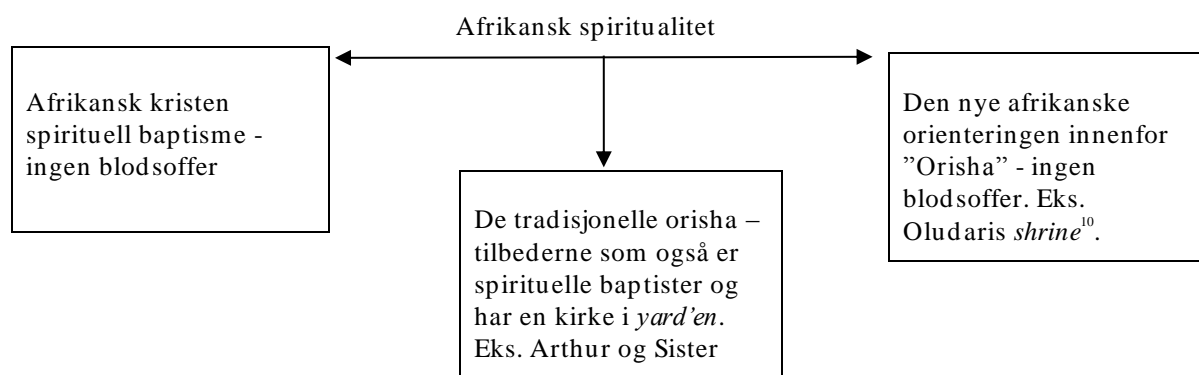 Afrikansk spiritualitet
Afrikansk kristen
spirituell baptisme -
ingen blodsoffer
De tradisjonelle orisha –
tilbederne som også er
spirituelle baptister og
har en kirke i yard’en.
Eks. Arthur og Sister
Den nye afrikanske
orienteringen innenfor
”Orisha” - ingen
blodsoffer. Eks.
Oludaris shrine10.